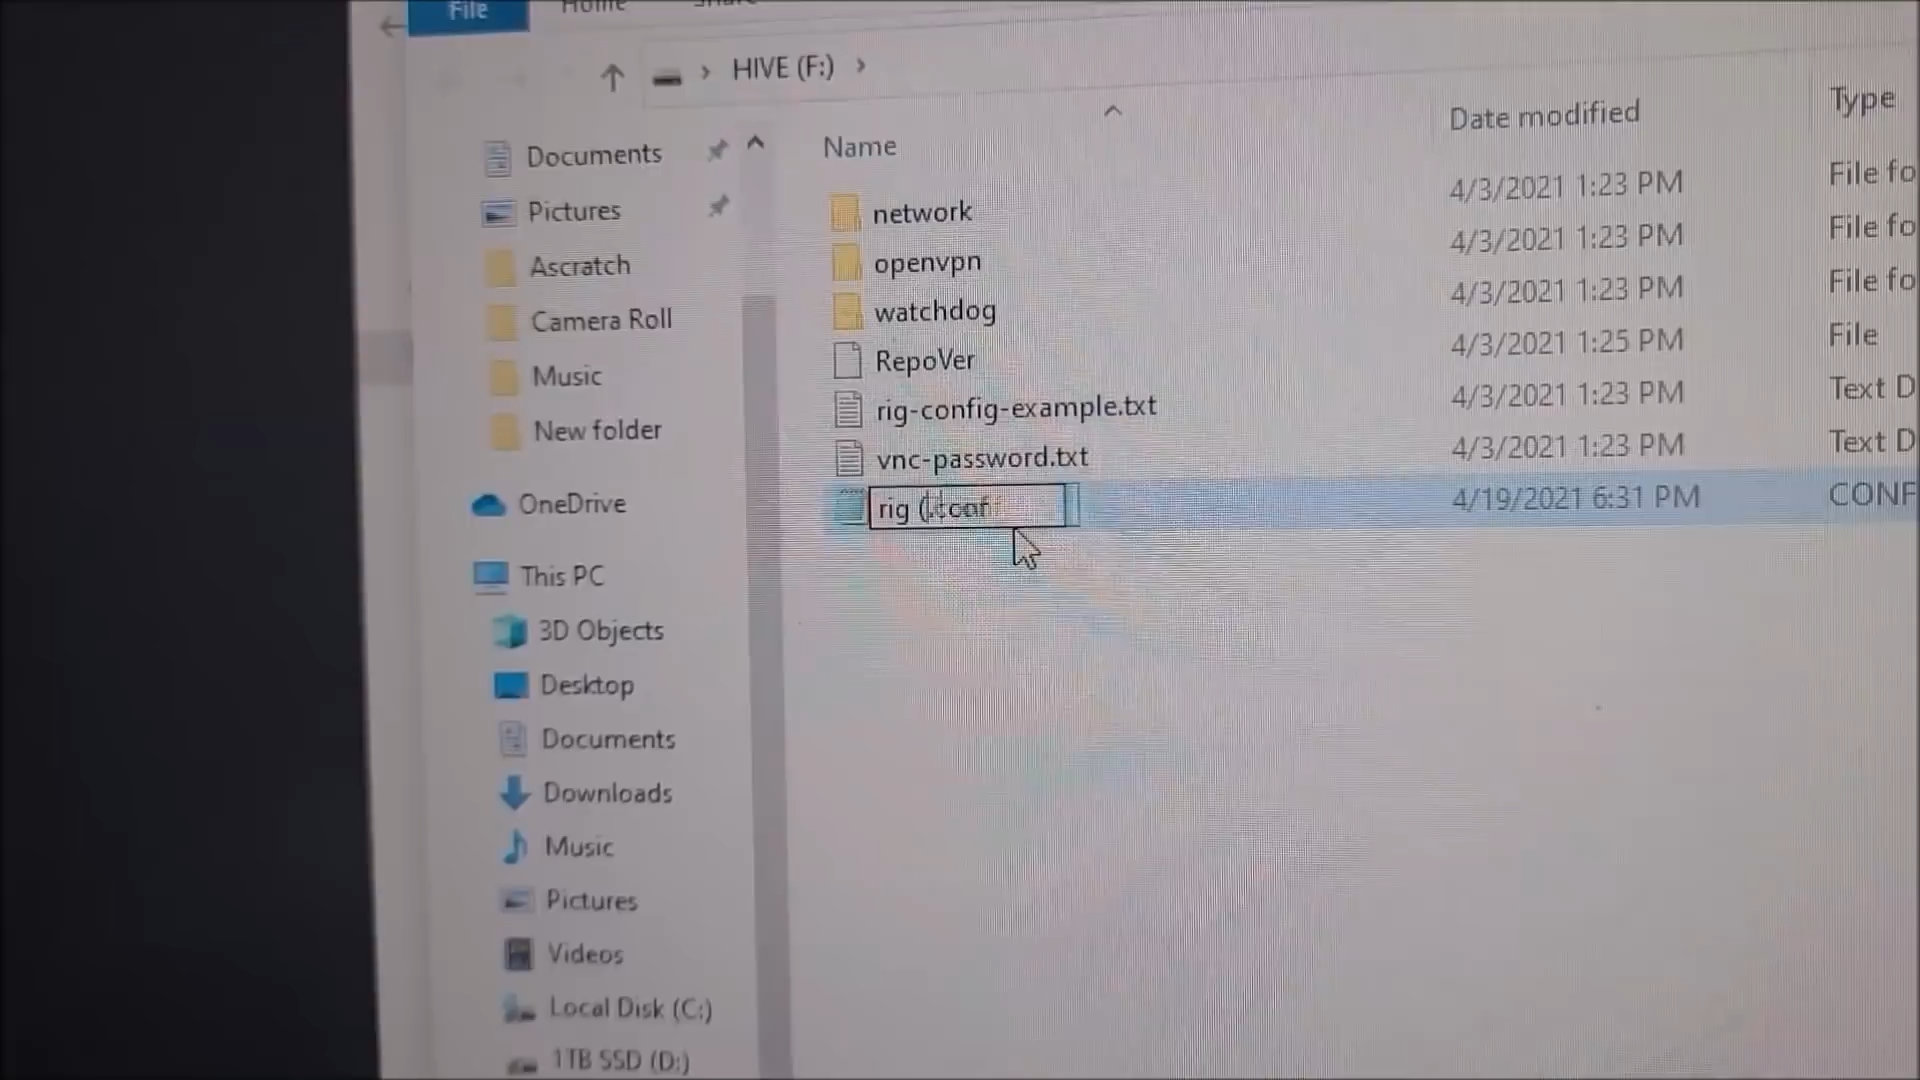 File Home
HIVE (F:)
Name Date modified Type
Documents
Pictures
Ascratch
Camera Roll
Music
New folder
OneDrive
This PC
3D Objects
Desktop
Documents
Downloads
Music
Pictures
Videos
Local Disk (C:)
1TB SSD (D:)
network 4/3/2021 1:23 PM File fo
openvpn 4/3/2021 1:23 PM File fo
watchdog 4/3/2021 1:23 PM File fo
RepoVer 4/3/2021 1:25 PM File
rig-config-example.txt 4/3/2021 1:23 PM Text D
vnc-password.txt 4/3/2021 1:23 PM Text D
rig 4/19/2021 6:31 PM CONF